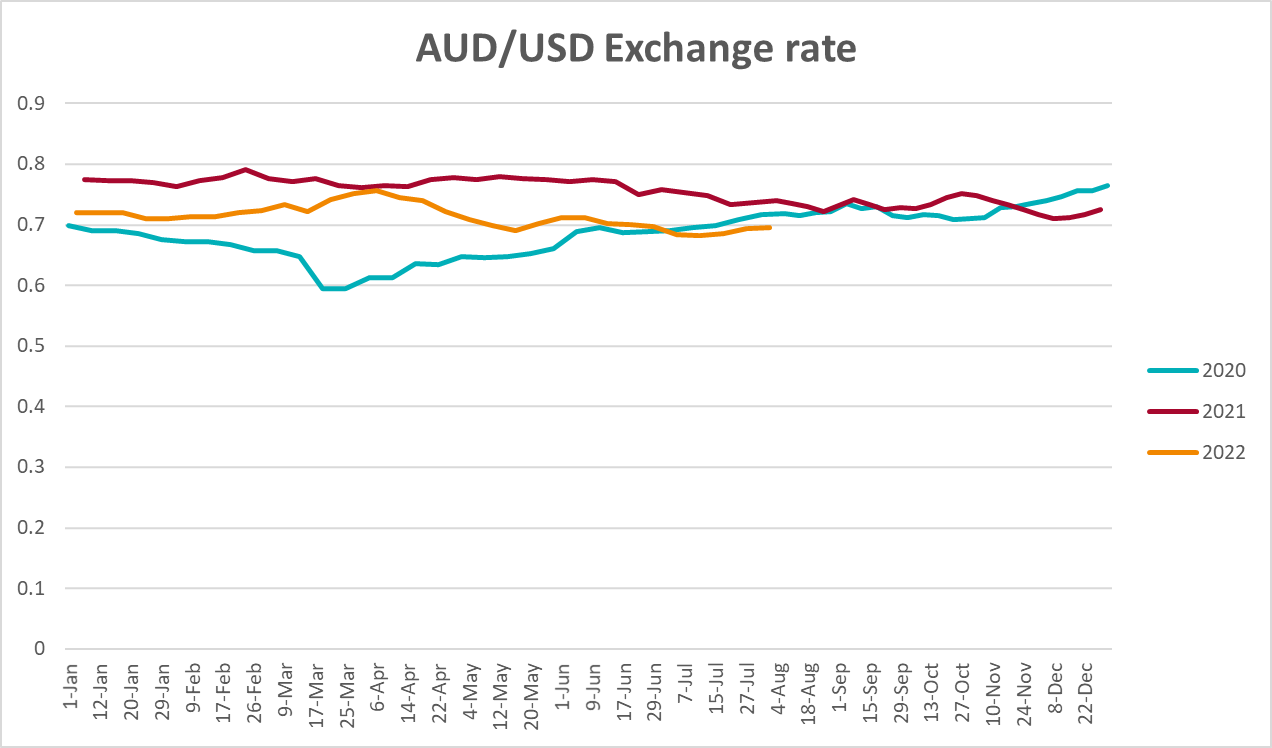 AUD/USD Exchange rate
0.9
0.8
0.7
0.6
0.5
0.4
0.3
0.2
0.1
0
1-Jan
12-Jan
20-Jan
29-Jan
9-Feb
17-Feb
26-Feb
9-Mar
17-Mar
25-Mar
6-Apr
14-Apr
22-Apr
4-May
12-May
20-May
1-Jun
9-Jun
17-Jun
29-Jun
7-Jul
15-Jul
27-Jul
4-Aug
18-Aug
1-Sep
15-Sep
29-Sep
13-Oct
27-Oct
10-Nov
24-Nov
8-Dec
22-Dec
2020
2021
2022